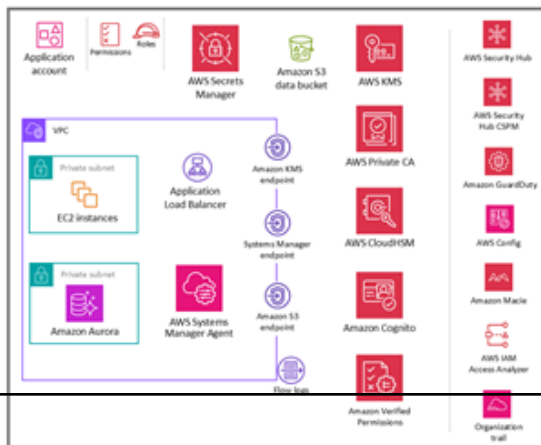 Application
account
Permissions
Roles
AWS Secrets
Manager
Amazon S3
data bucket
AWS KMS
AWS Security Hub
AWS Security
Hub CSPM
Amazon GuardDuty
AWS Config
Amazon Macie
AWS IAM
Access Analyzer
Organization
trail
VPC
Private subnet
EC2 instances
Application
Load Balancer
Amazon KMS
endpoint
Systems Manager
endpoint
Private subnet
Amazon Aurora
AWS Systems
Manager Agent
Amazon S3
endpoint
Flow logs
AWS Private CA
AWS CloudHSM
Amazon Cognito
Amazon Verified
Permissions